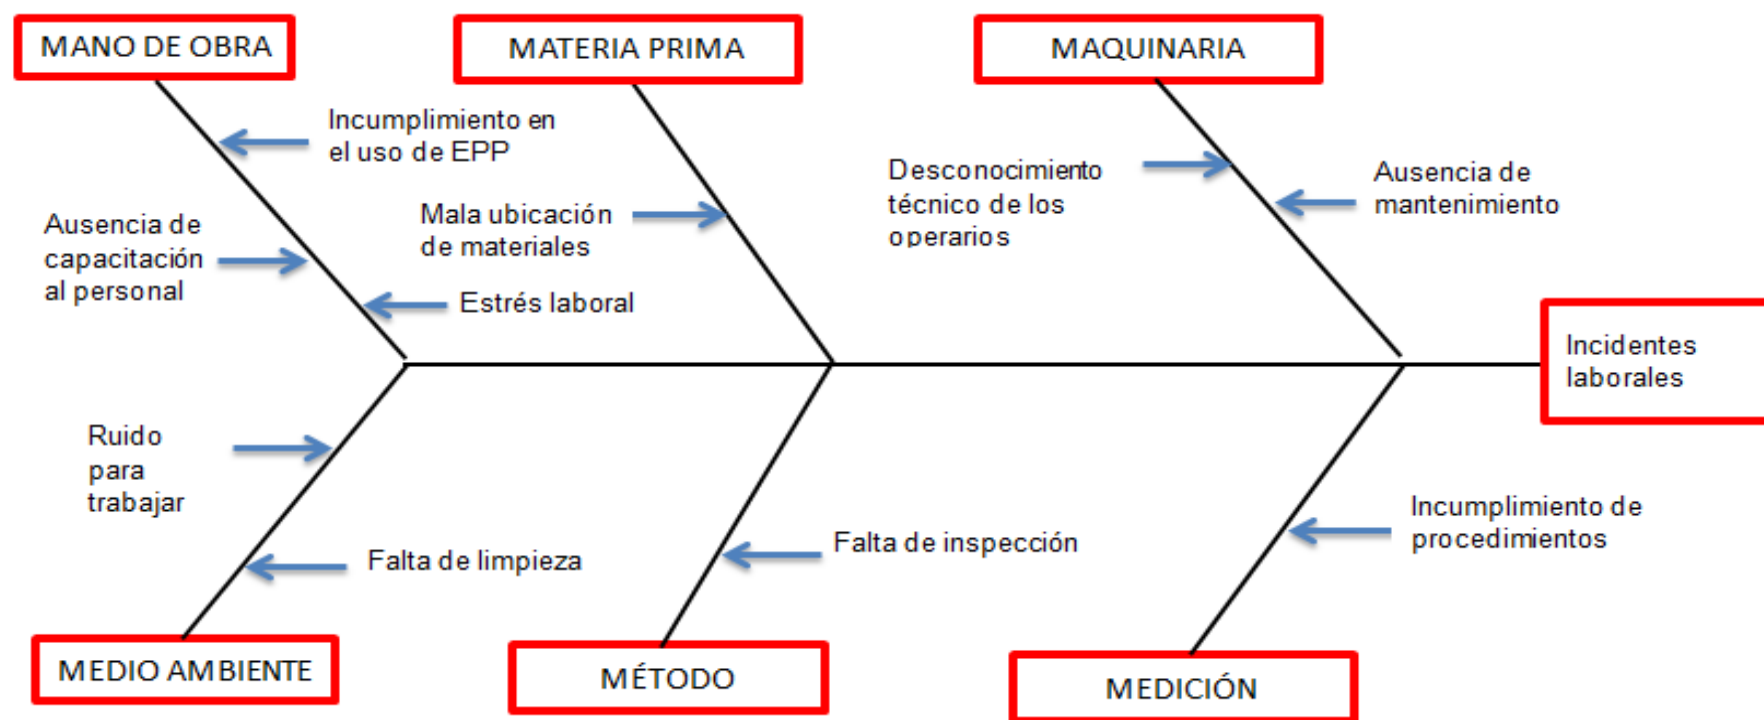 MANO DE OBRA
MATERIA PRIMA
MAQUINARIA
Incumplimiento en
el uso de EPP
Ausencia de
capacitación
al personal
Estrés laboral
Mala ubicación
de materiales
Desconocimiento
técnico de los
operarios
Ausencia de
mantenimiento
Incidentes
laborales
Ruido
para
trabajar
Falta de limpieza
Falta de inspección
Incumplimiento de
procedimientos
MEDIO AMBIENTE
MÉTODO
MEDICIÓN